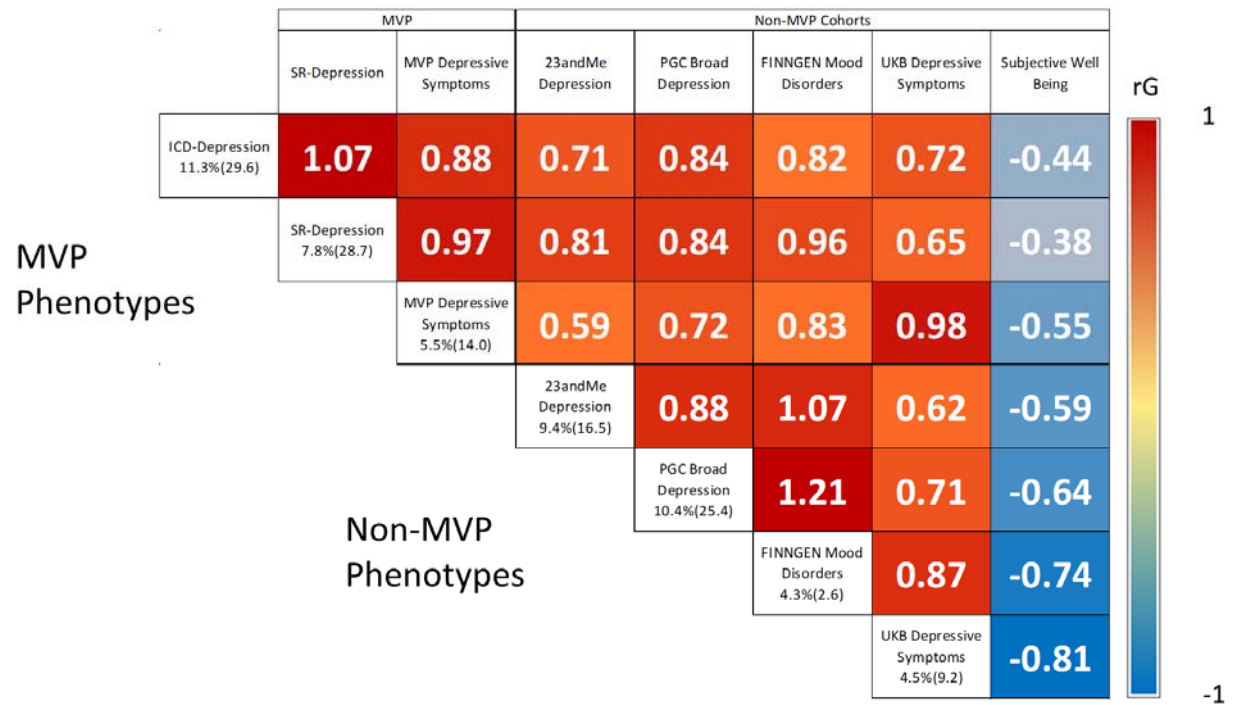 MVP
Non-MVP Cohorts
SR-Depression
MVP Depressive
Symptoms
23andMe
Depression
PGC Broad
Depression
FINNGEN Mood
Disorders
UKB Depressive
Symptoms
Subjective Well
Being
rG
1
ICD-Depression
11.3%(29.6)
1.07
0.88
0.71
0.84
0.82
0.72
-0.44
MVP
Phenotypes
SR-Depression
7.8%(28.7)
0.97
0.81
0.84
0.96
0.65
-0.38
MVP Depressive
Symptoms
5.5%(14.0)
0.59
0.72
0.83
0.98
-0.55
23andMe
Depression
9.4%(16.5)
0.88
1.07
0.62
-0.59
Non-MVP
Phenotypes
PGC Broad
Depression
10.4%(25.4)
1.21
0.71
-0.64
FINNGEN Mood
Disorders
4.3%(2.6)
0.87
-0.74
UKB Depressive
Symptoms
4.5%(9.2)
-0.81
-1